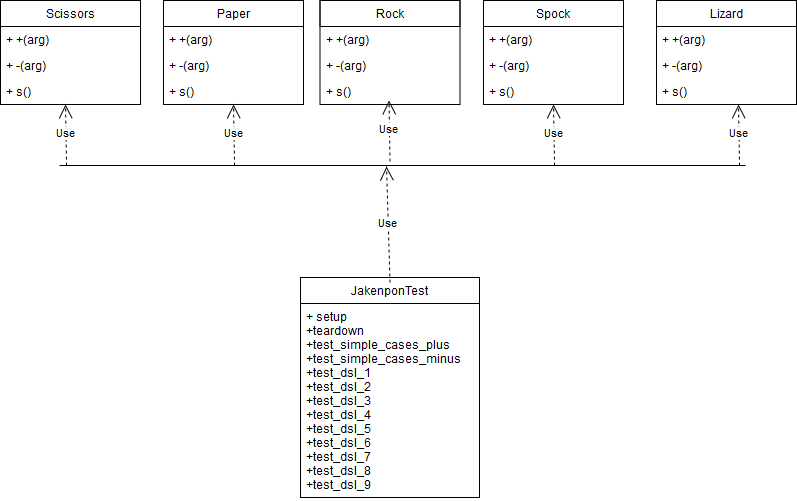 Scissors
+ +(arg)
+ -(arg)
+ s()
Paper
+ +(arg)
+ -(arg)
+ s()
Rock
+ +(arg)
+ -(arg)
+ s()
Spock
+ +(arg)
+ -(arg)
+ s()
Lizard
+ +(arg)
+ -(arg)
+ s()
Use
Use
Use
Use
Use
Use
JakenponTest
+ setup
+teardown
+test_simple_cases_plus
+test_simple_cases_minus
+test_dsl_1
+test_dsl_2
+test_dsl_3
+test_dsl_4
+test_dsl_5
+test_dsl_6
+test_dsl_7
+test_dsl_8
+test_dsl_9